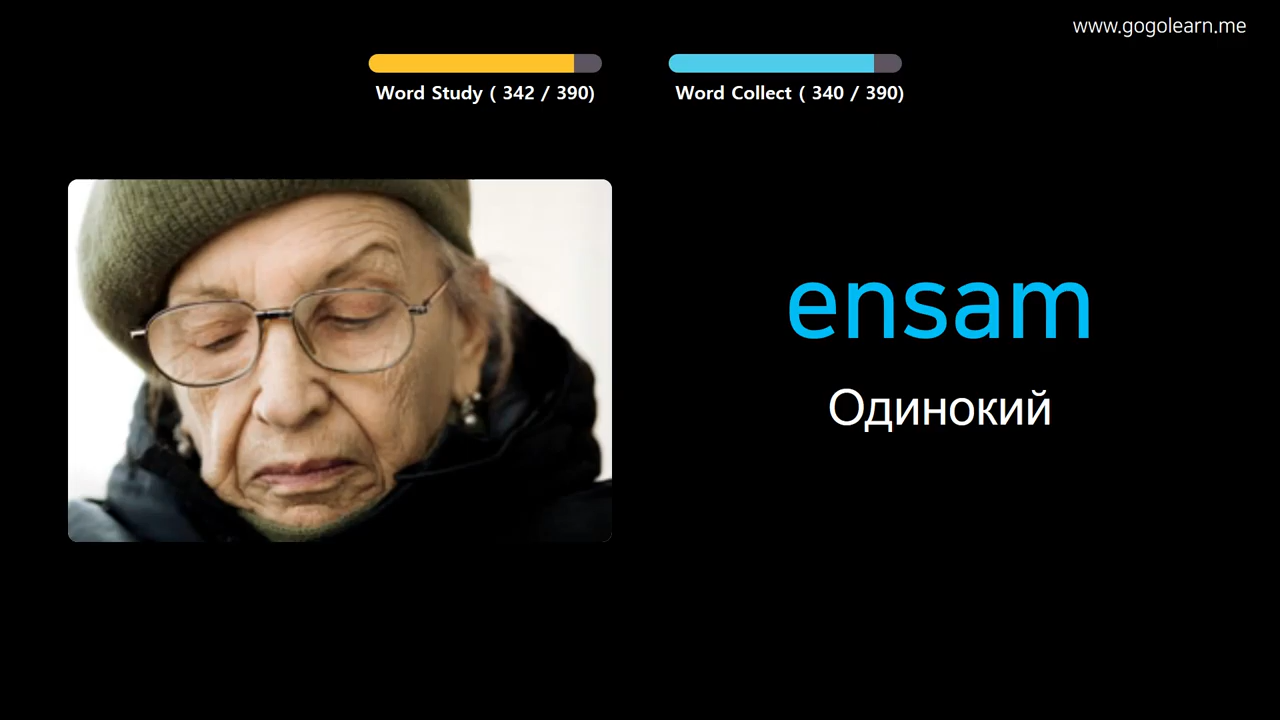 www.gogolearn.me
Word Study ( 342 / 390)
Word Collect ( 340 / 390)
ensam
Одинокий